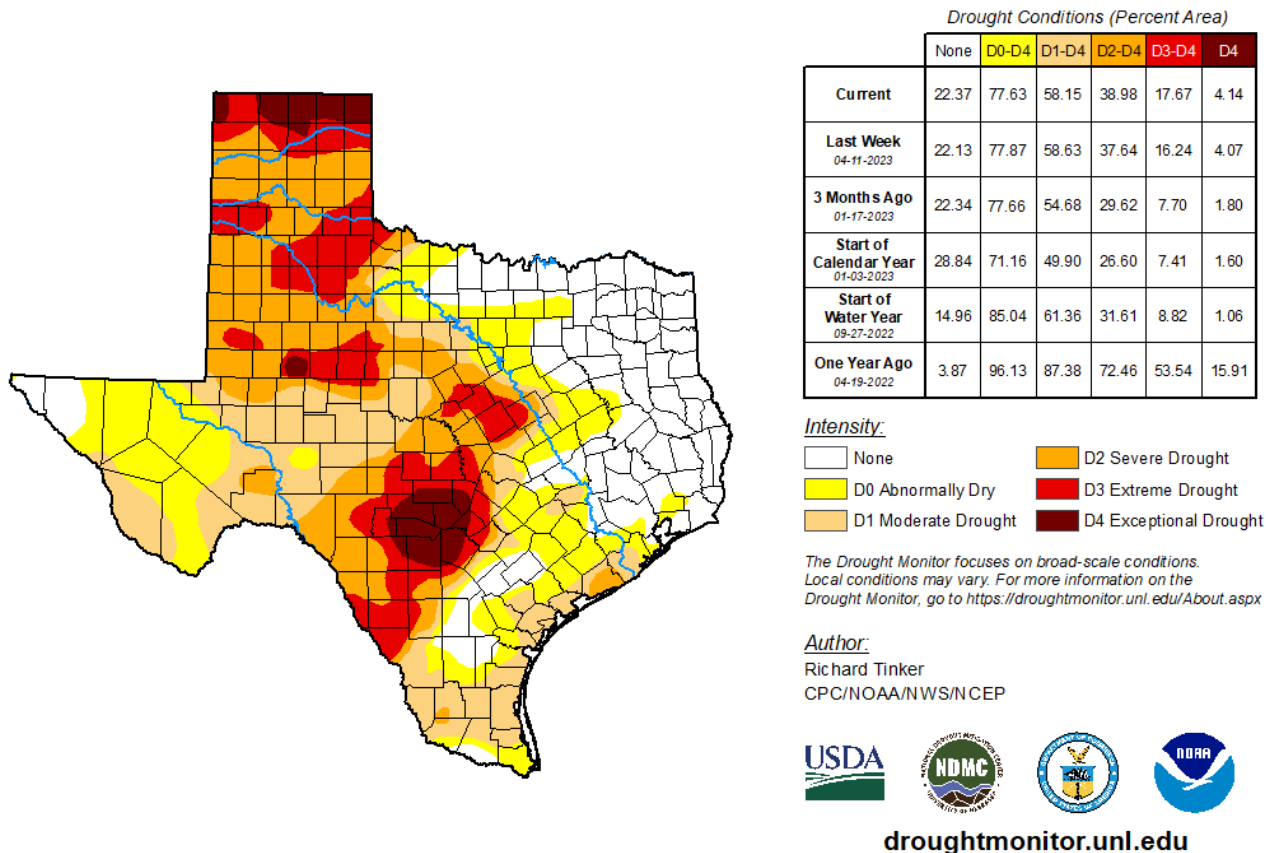 Drought Conditions (Percent Area)
None D0-D4 D1-D4 D2-D4 D3-D4 D4
Current 22.37 77.63 58.15 38.98 17.67 4.14
Last Week
04-11-2023
22.13 77.87 58.63 37.64 16.24 4.07
3 Months Ago
01-17-2023
22.34 77.66 54.68 29.62 7.70 1.80
Start of
Calendar Year
01-03-2023
28.84 71.16 49.90 26.60 7.41 1.60
Start of
Water Year
09-27-2022
14.96 85.04 61.36 31.61 8.82 1.06
One Year Ago
04-19-2022
3.87 96.13 87.38 72.46 53.54 15.91
Intensity:
None
D0 Abnormally Dry
D1 Moderate Drought
D2 Severe Drought
D3 Extreme Drought
D4 Exceptional Drought
The Drought Monitor focuses on broad-scale conditions.
Local conditions may vary. For more information on the
Drought Monitor, go to https://droughtmonitor.unl.edu/About.aspx
Author:
Richard Tinker
CPC/NOAA/NWS/NCEP
USDA
NDMC
NOAA
droughtmonitor.unl.edu